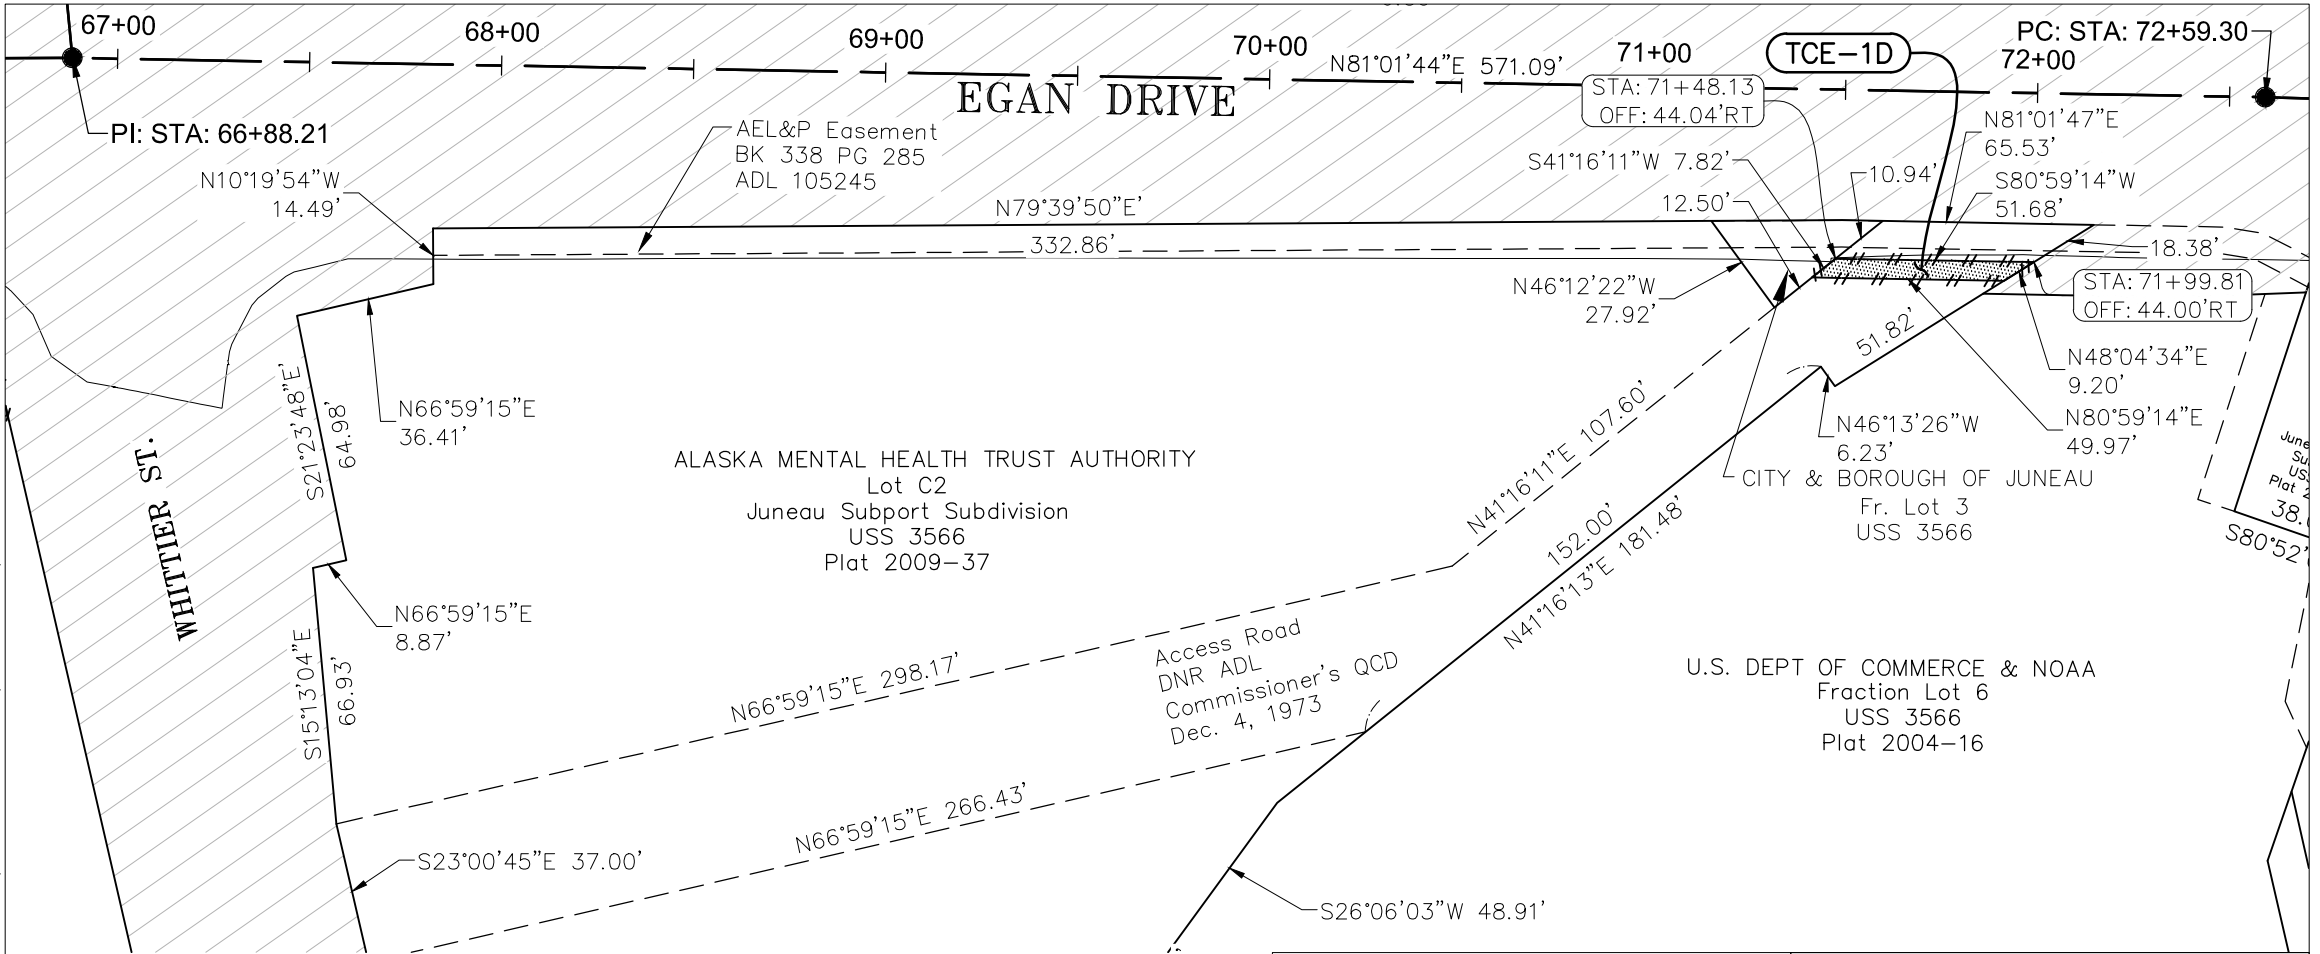 67+00
68+00
69+00
70+00
71+00
72+00
PC: STA: 72+59.30
TCE-1D
N81°01'44"E 571.09'
EGAN DRIVE
STA: 71+48.13
OFF: 44.04'RT
PI: STA: 66+88.21
AEL&P Easement
BK 338 PG 285
ADL 105245
N81°01'47"E
65.53'
S41°16'11"W 7.82'
10.94'
S80°59'14"W
51.68'
N10°19'54"W
14.49'
N79°39'50"E'
12.50'
332.86'
18.38'
N46°12'22"W
27.92'
STA: 71+99.81
OFF: 44.00'RT
51.82'
N48°04'34"E
9.20'
S21°23'48"E'
64.98'
N66°59'15"E
36.41'
N46°13'26"W
6.23'
N80°59'14"E
49.97'
WHITTIER ST.
ALASKA MENTAL HEALTH TRUST AUTHORITY
Lot C2
Juneau Subport Subdivision
USS 3566
Plat 2009-37
N41°16'11"E 107.60'
CITY & BOROUGH OF JUNEAU
Fr. Lot 3
USS 3566
152.00'
N41°16'13"E 181.48'
June
Su
USS
Plat 2
38.
S80°52'
N66°59'15"E
8.87'
S15°13'04"E
66.93'
N66°59'15"E 298.17'
Access Road
DNR ADL
Commissioner's QCD
Dec. 4, 1973
U.S. DEPT OF COMMERCE & NOAA
Fraction Lot 6
USS 3566
Plat 2004-16
N66°59'15"E 266.43'
S23°00'45"E 37.00'
S26°06'03"W 48.91'